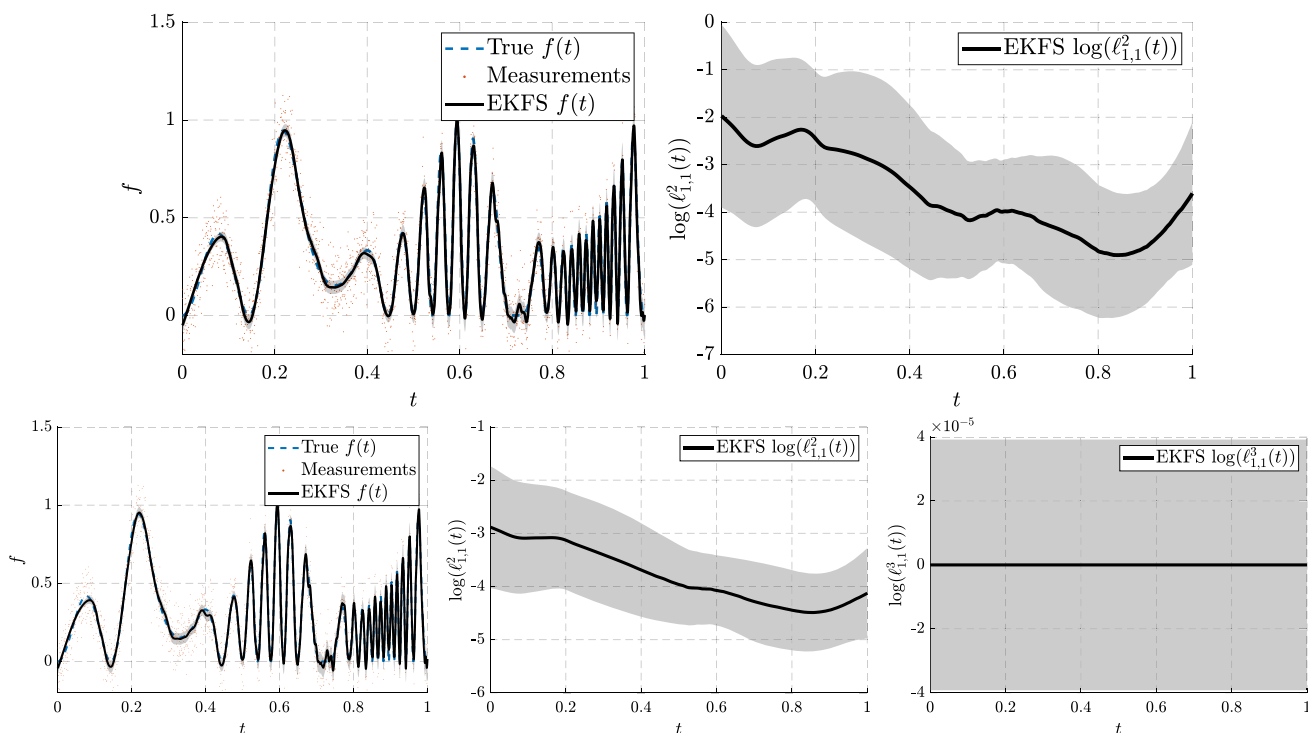 1.5
1
0.5
0
f
0 0.2 0.4 0.6 0.8 1
t
True f(t)
Measurements
EKFS f(t)
0
-1
-2
-3
-4
-5
-6
-7
log(ℓ²₁,₁(t))
0 0.2 0.4 0.6 0.8 1
t
EKFS log(ℓ²₁,₁(t))
1.5
1
0.5
0
f
0 0.2 0.4 0.6 0.8 1
t
True f(t)
Measurements
EKFS f(t)
-1
-2
-3
-4
-5
-6
log(ℓ²₁,₁(t))
0 0.2 0.4 0.6 0.8 1
t
EKFS log(ℓ²₁,₁(t))
×10⁻⁵
4
2
0
-2
-4
log(ℓ³₁,₁(t))
0 0.2 0.4 0.6 0.8 1
t
EKFS log(ℓ³₁,₁(t))